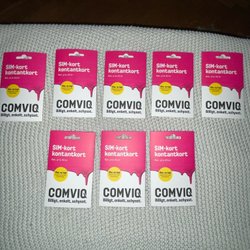 SIM-kort
kontantkort
COMVIQ
Billigt, enkelt, schysst.
SIM-kort
kontantkort
COMVIQ
Billigt, enkelt, schysst.
SIM-kort
kontantkort
COMVIQ
Billigt, enkelt, schysst.
SIM-kort
kontantkort
COMVIQ
Billigt, enkelt, schysst.
SIM-kort
kontantkort
COMVIQ
Billigt, enkelt, schysst.
SIM-kort
kontantkort
COMVIQ
Billigt, enkelt, schysst.
SIM-kort
kontantkort
COMVIQ
Billigt, enkelt, schysst.
SIM-kort
kontantkort
COMVIQ
Billigt, enkelt, schysst.